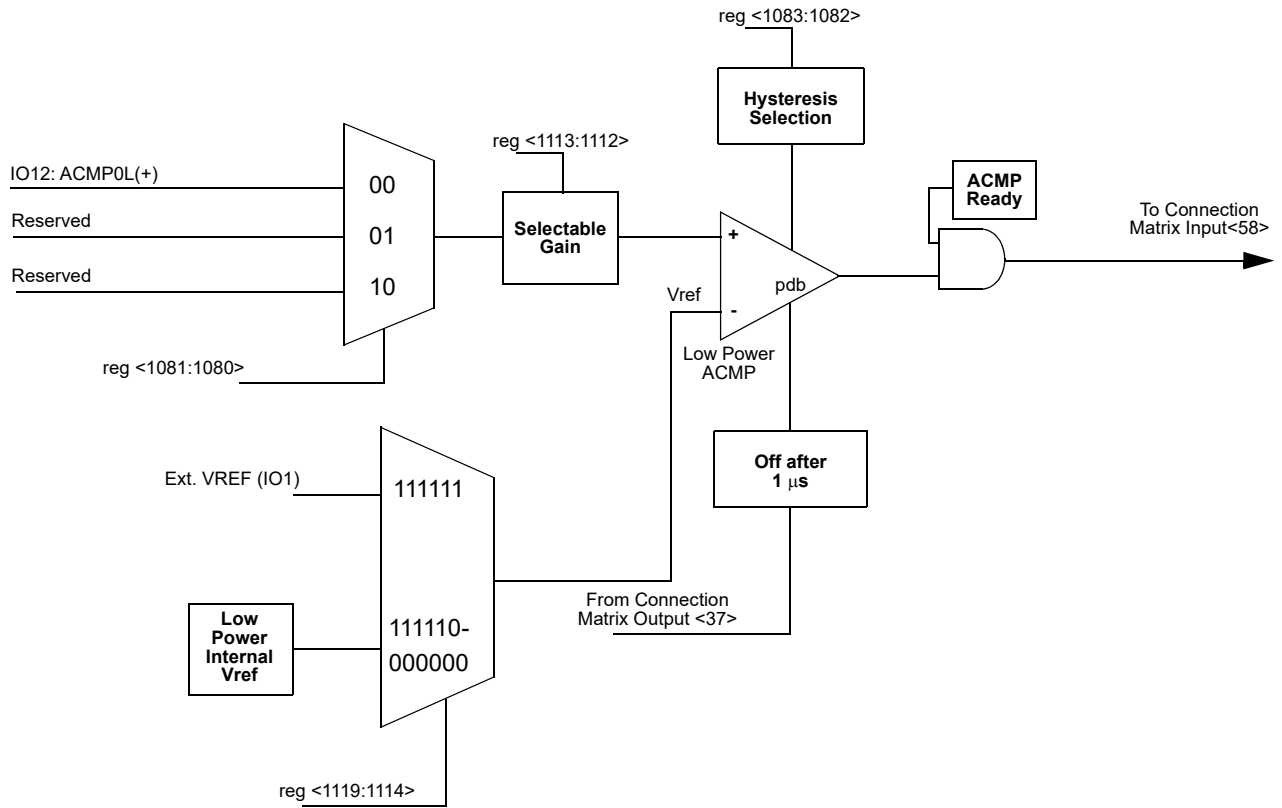 reg <1083:1082>
Hysteresis
Selection
reg <1113:1112>
IO12: ACMP0L(+)
00
Reserved
01
Reserved
10
Selectable
Gain
ACMP
Ready
To Connection
Matrix Input<58>
+
pdb
Vref
-
Low Power
ACMP
reg <1081:1080>
Ext. VREF (IO1)
111111
Off after
1 μs
From Connection
Matrix Output <37>
Low
Power
Internal
Vref
111110-
000000
reg <1119:1114>